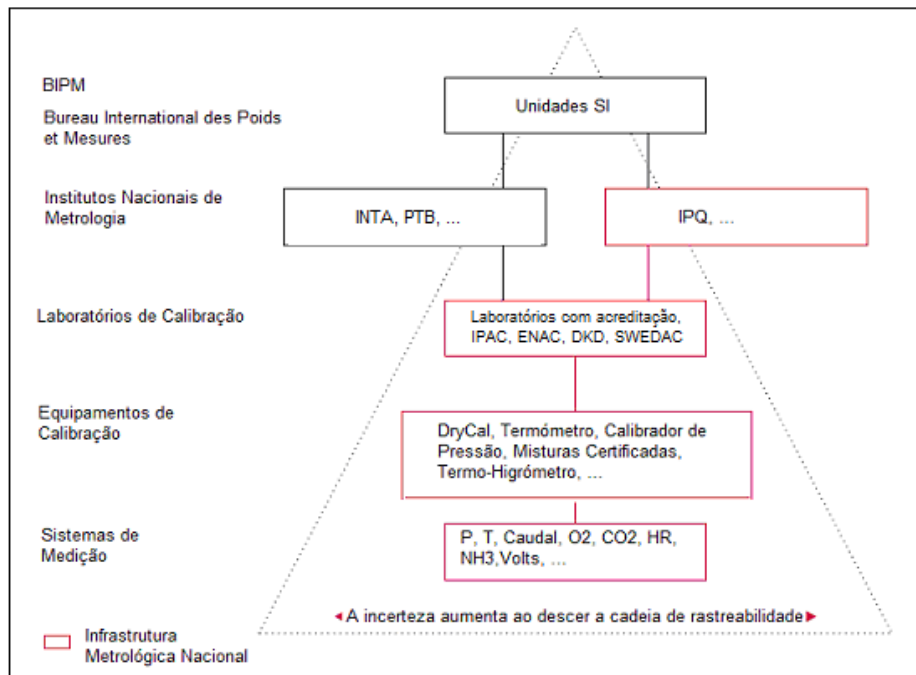 BIPM
Bureau International des Poids
et Mesures
Unidades SI
Institutos Nacionais de
Metrologia
INTA, PTB, ...
IPQ, ...
Laboratórios de Calibração
Laboratórios com acreditação,
IPAC, ENAC, DKD, SWEDAC
Equipamentos de
Calibração
DryCal, Termómetro, Calibrador de
Pressão, Misturas Certificadas,
Termo-Higrómetro, ...
Sistemas de
Medição
P, T, Caudal, O2, CO2, HR,
NH3,Volts, ...
A incerteza aumenta ao descer a cadeia de rastreabilidade
Infrastrutura
Metrológica Nacional